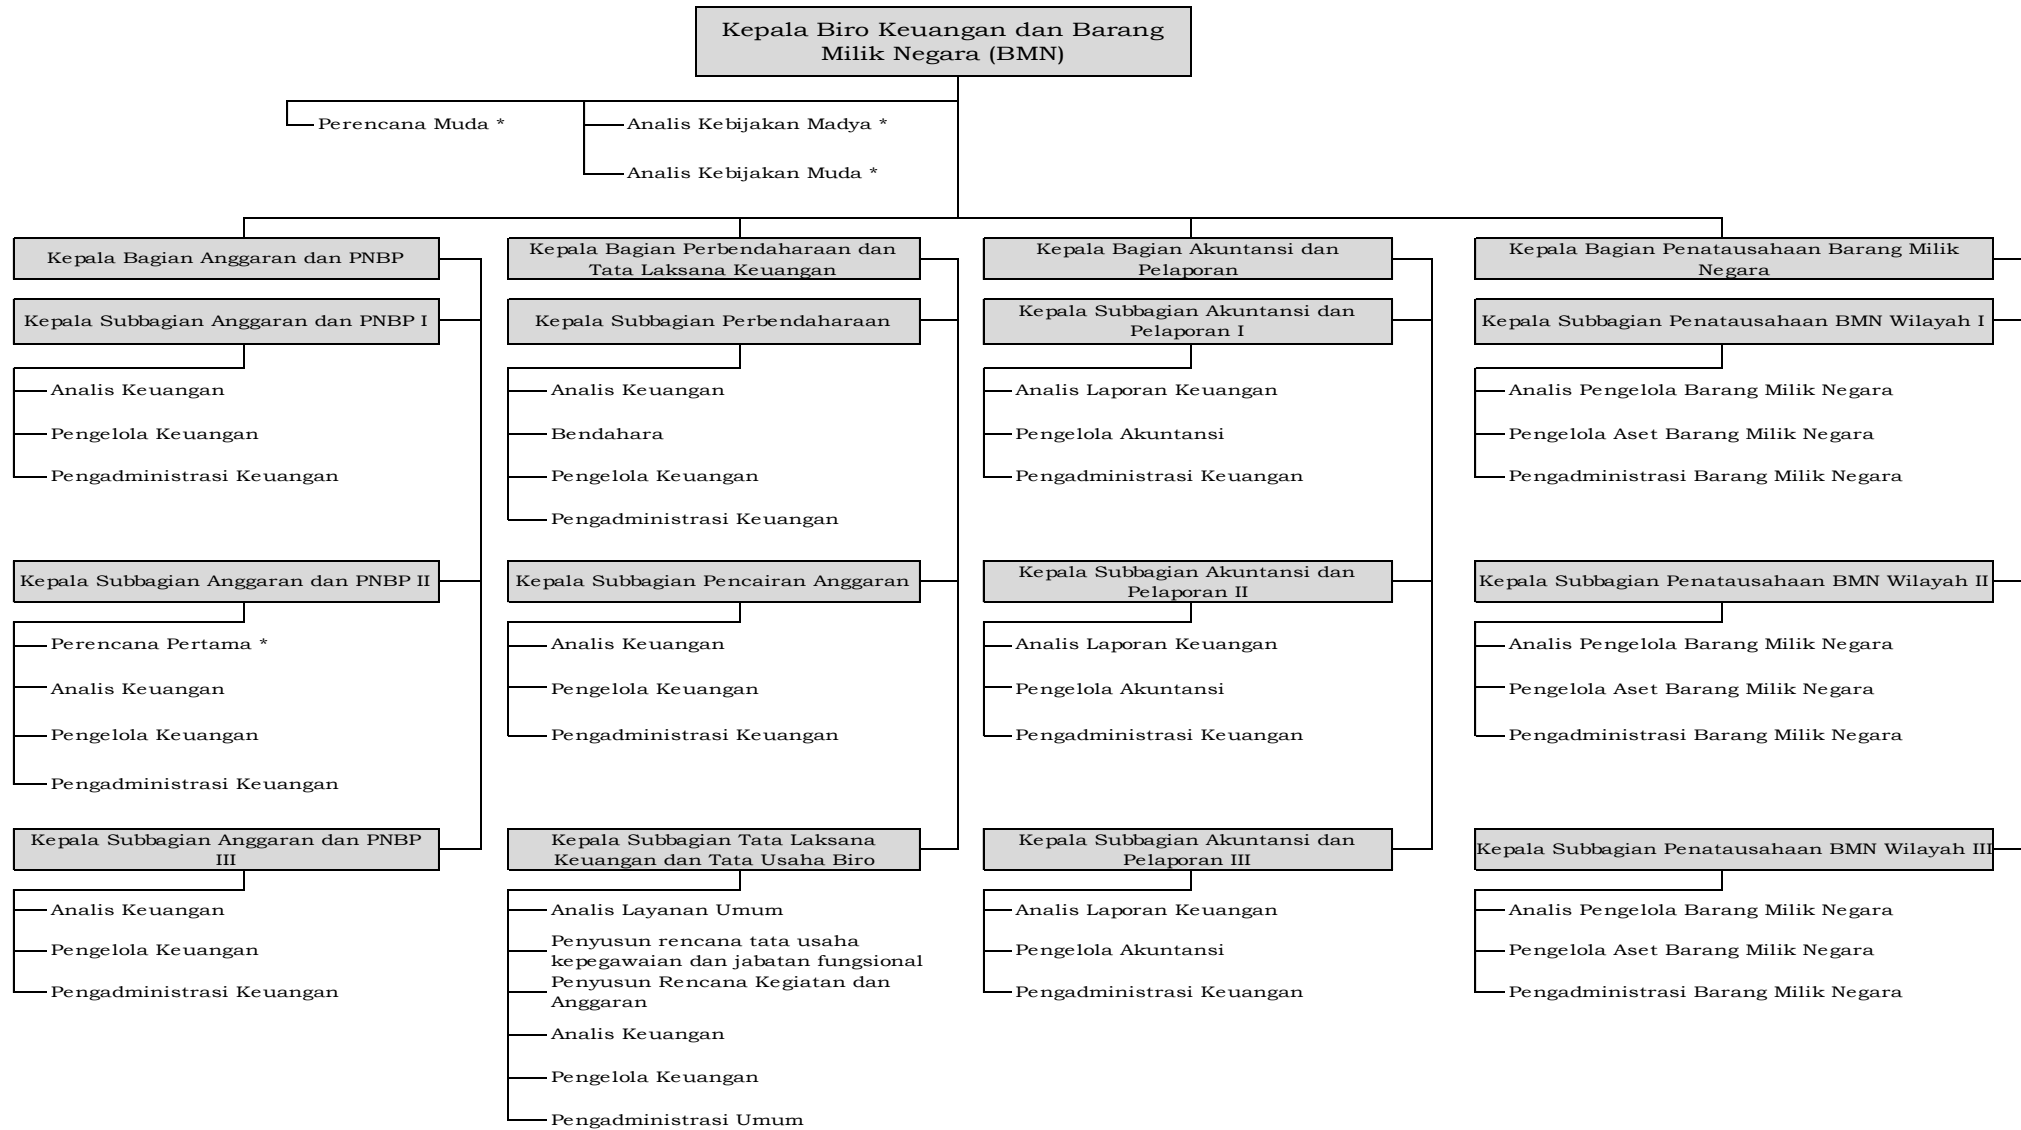 Kepala Biro Keuangan dan Barang
Milik Negara (BMN)
Perencana Muda *
Analis Kebijakan Madya *
Analis Kebijakan Muda *
Kepala Bagian Anggaran dan PNBP
Kepala Subbagian Anggaran dan PNBP I
Analis Keuangan
Pengelola Keuangan
Pengadministrasi Keuangan
Kepala Subbagian Anggaran dan PNBP II
Perencana Pertama *
Analis Keuangan
Pengelola Keuangan
Pengadministrasi Keuangan
Kepala Subbagian Anggaran dan PNBP
III
Analis Keuangan
Pengelola Keuangan
Pengadministrasi Keuangan
Kepala Bagian Perbendaharaan dan
Tata Laksana Keuangan
Kepala Subbagian Perbendaharaan
Analis Keuangan
Bendahara
Pengelola Keuangan
Pengadministrasi Keuangan
Kepala Subbagian Pencairan Anggaran
Analis Keuangan
Pengelola Keuangan
Pengadministrasi Keuangan
Kepala Subbagian Tata Laksana
Keuangan dan Tata Usaha Biro
Analis Layanan Umum
Penyusun rencana tata usaha
kepegawaian dan jabatan fungsional
Penyusun Rencana Kegiatan dan
Anggaran
Analis Keuangan
Pengelola Keuangan
Pengadministrasi Umum
Kepala Bagian Akuntansi dan
Pelaporan
Kepala Subbagian Akuntansi dan
Pelaporan I
Analis Laporan Keuangan
Pengelola Akuntansi
Pengadministrasi Keuangan
Kepala Subbagian Akuntansi dan
Pelaporan II
Analis Laporan Keuangan
Pengelola Akuntansi
Pengadministrasi Keuangan
Kepala Subbagian Akuntansi dan
Pelaporan III
Analis Laporan Keuangan
Pengelola Akuntansi
Pengadministrasi Keuangan
Kepala Bagian Penatausahaan Barang Milik
Negara
Kepala Subbagian Penatausahaan BMN Wilayah I
Analis Pengelola Barang Milik Negara
Pengelola Aset Barang Milik Negara
Pengadministrasi Barang Milik Negara
Kepala Subbagian Penatausahaan BMN Wilayah II
Analis Pengelola Barang Milik Negara
Pengelola Aset Barang Milik Negara
Pengadministrasi Barang Milik Negara
Kepala Subbagian Penatausahaan BMN Wilayah III
Analis Pengelola Barang Milik Negara
Pengelola Aset Barang Milik Negara
Pengadministrasi Barang Milik Negara